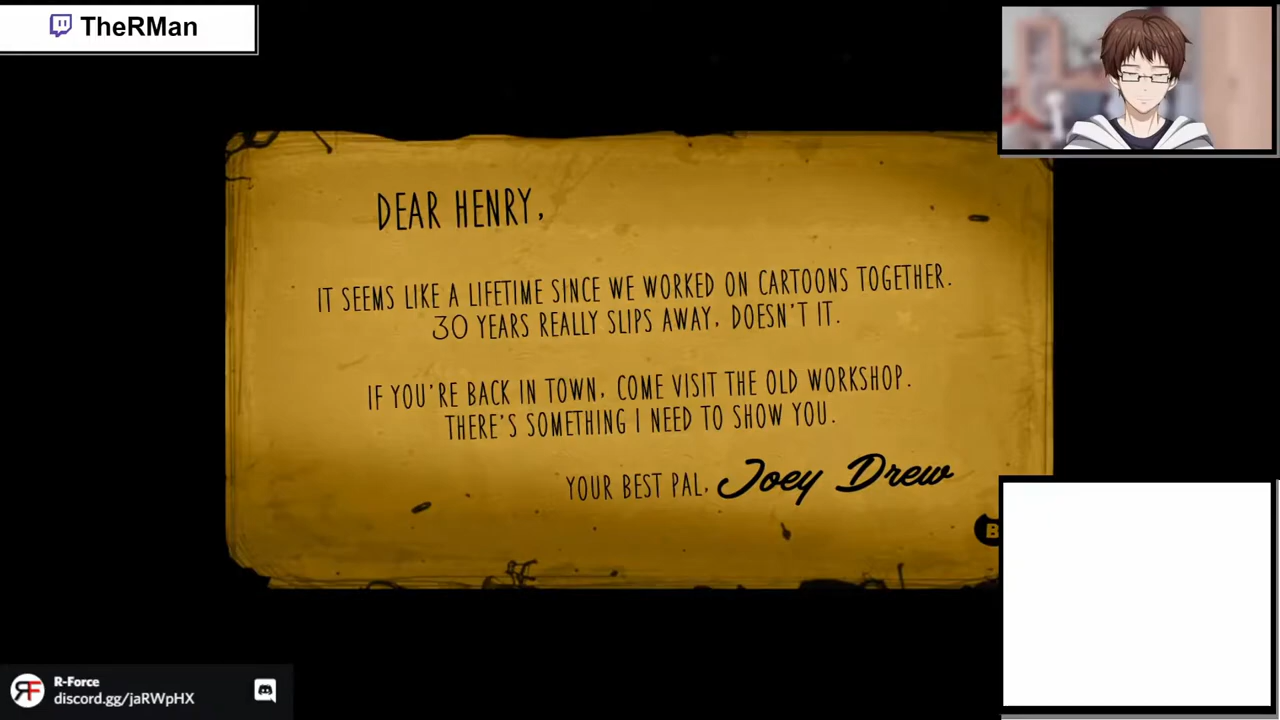 TheRMan
DEAR HENRY,
IT SEEMS LIKE A LIFETIME SINCE WE WORKED ON CARTOONS TOGETHER.
30 YEARS REALLY SLIPS AWAY, DOESN'T IT.
IF YOU'RE BACK IN TOWN, COME VISIT THE OLD WORKSHOP.
THERE'S SOMETHING I NEED TO SHOW YOU.
YOUR BEST PAL, Joey Drew
B
RF R-Force
discord.gg/jaRWpHX